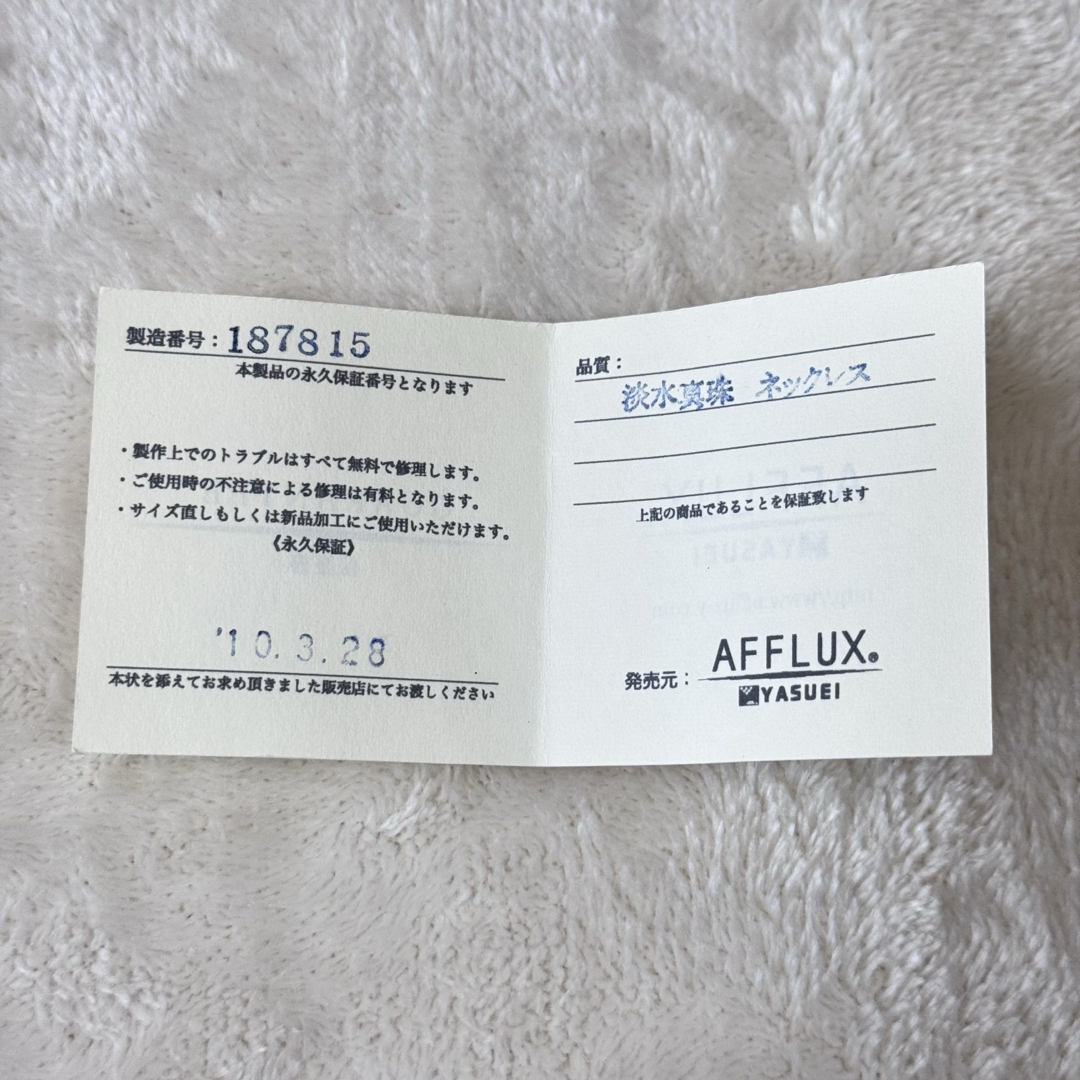 製造番号：187815
本製品の永久保証番号となります
・製作上でのトラブルはすべて無料で修理します。
・ご使用時の不注意による修理は有料となります。
・サイズ直しもしくは新品加工にご使用いただけます。
《永久保証》
'10.3.28
本状を添えてお求め頂きました販売店にてお渡しください
品質：
淡水真珠 ネックレス
上記の商品であることを保証致します
発売元：AFFLUX®
YASUEI